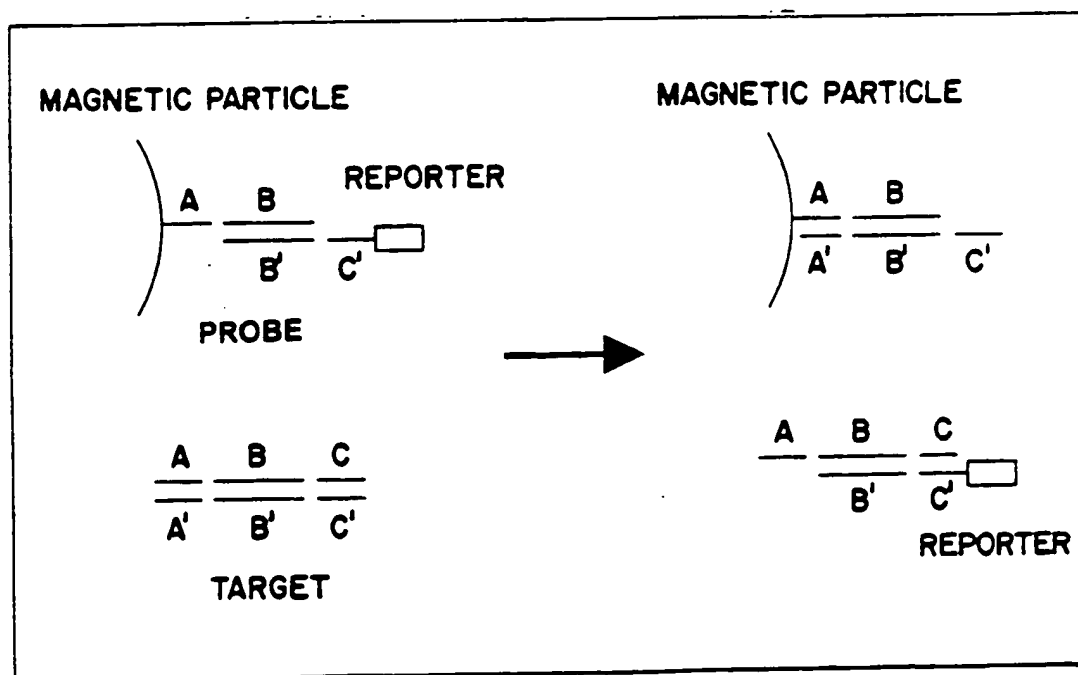 MAGNETIC PARTICLE
A B
REPORTER
B' C'
PROBE
A B C
A' B' C'
TARGET
MAGNETIC PARTICLE
A B
A' B' C'
A B C
B' C'
REPORTER